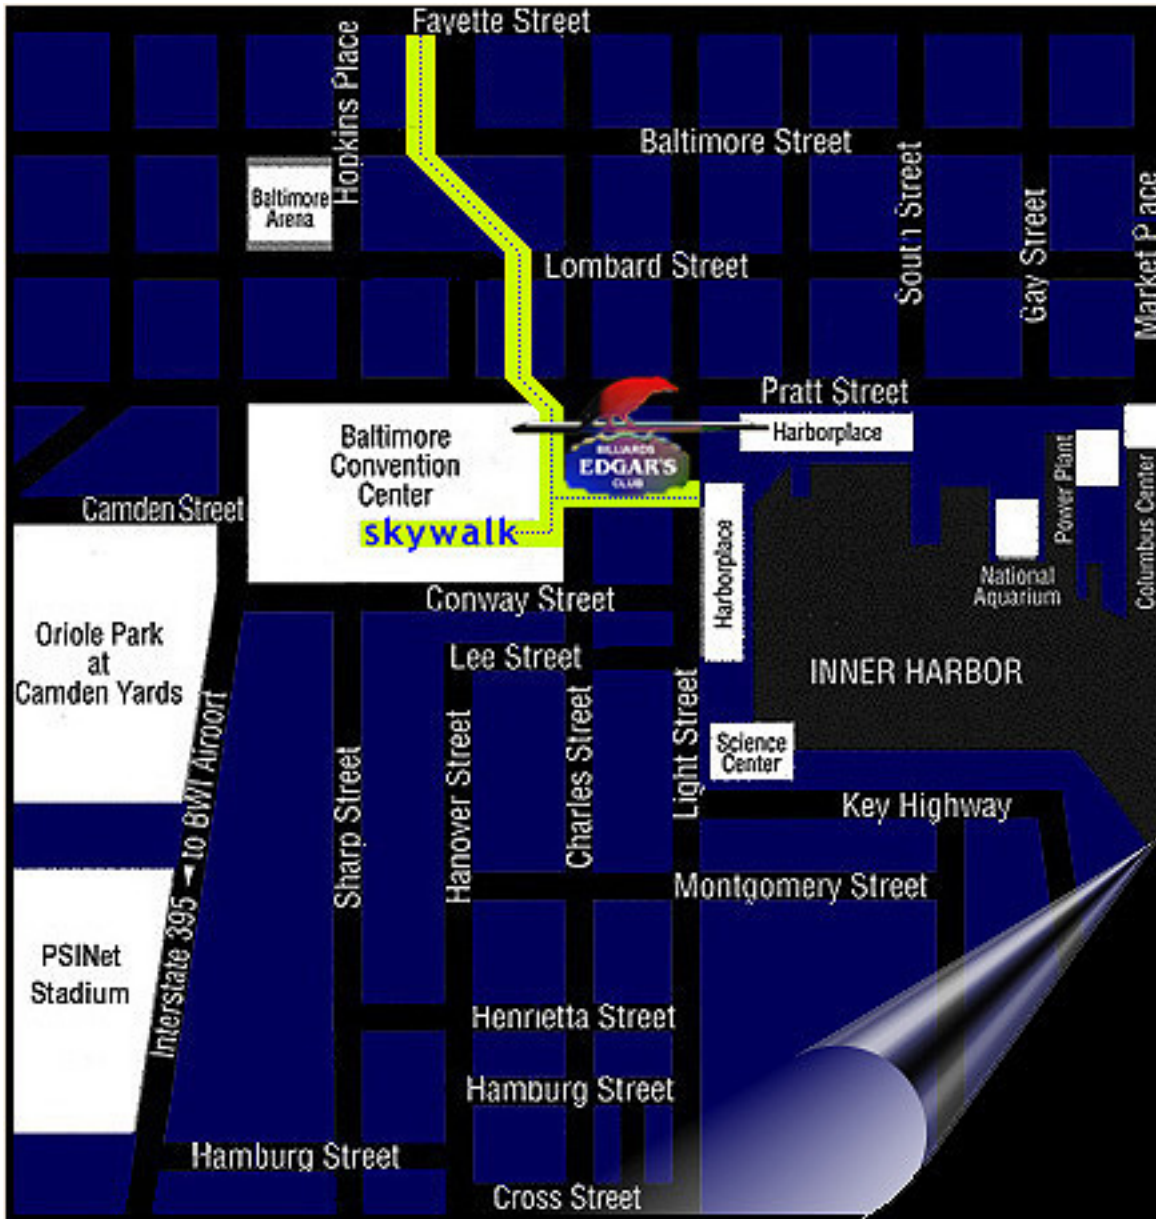 Fayette Street
Hopkins Place
Baltimore Street
Baltimore
Arena
South Street
Gay Street
Market Place
Lombard Street
Pratt Street
Harborplace
BILLIARDS
EDGAR'S
CLUB
Baltimore
Convention
Center
skywalk
Camden Street
Power Plant
Columbus Center
National
Aquarium
Harborplace
Conway Street
Oriole Park
at
Camden Yards
Lee Street
INNER HARBOR
Science
Center
Interstate 395 ◄ to BWI Airport
Sharp Street
Hanover Street
Charles Street
Light Street
Key Highway
Montgomery Street
PSINet
Stadium
Henrietta Street
Hamburg Street
Hamburg Street
Cross Street